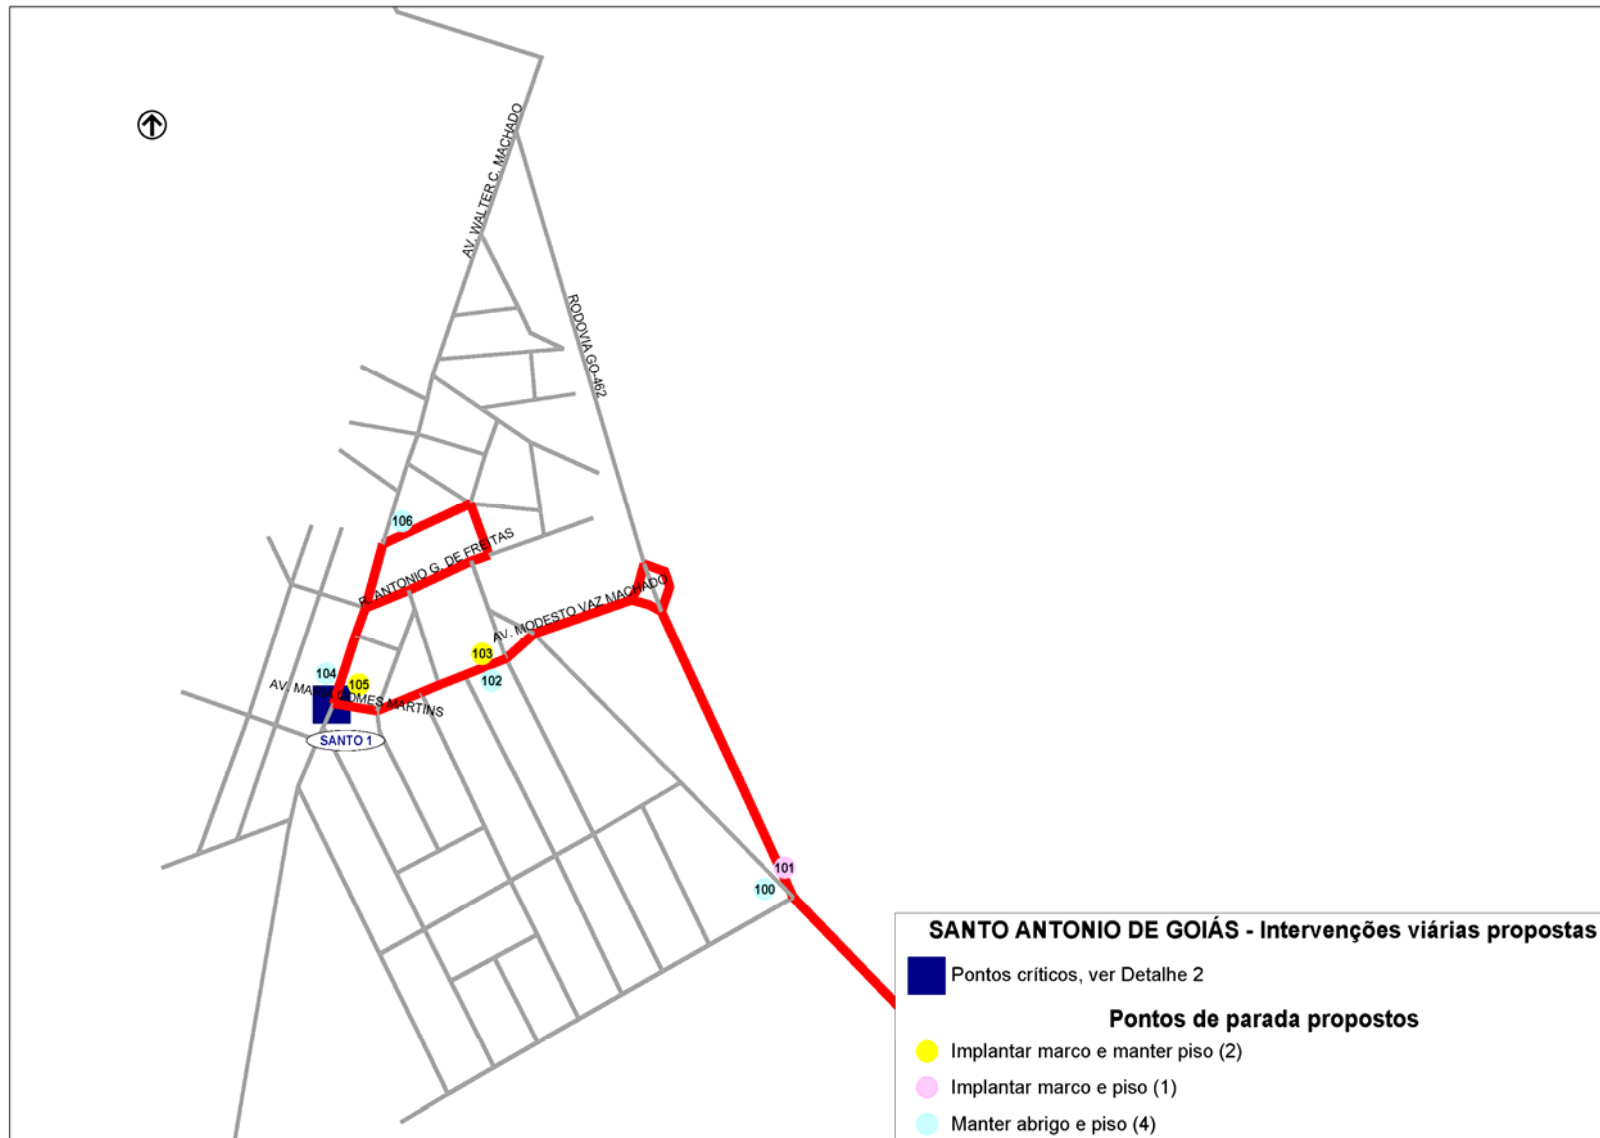 AV. WALTER C. MACHADO
RODOVIA GO-462
106
R. ANTONIO G. DE FREITAS
AV. MODESTO VAZ MACHADO
103
102
104
105
AV. MARIA GOMES MARTINS
SANTO 1
101
100
SANTO ANTONIO DE GOIÁS - Intervenções viárias propostas
Pontos críticos, ver Detalhe 2
Pontos de parada propostos
Implantar marco e manter piso (2)
Implantar marco e piso (1)
Manter abrigo e piso (4)